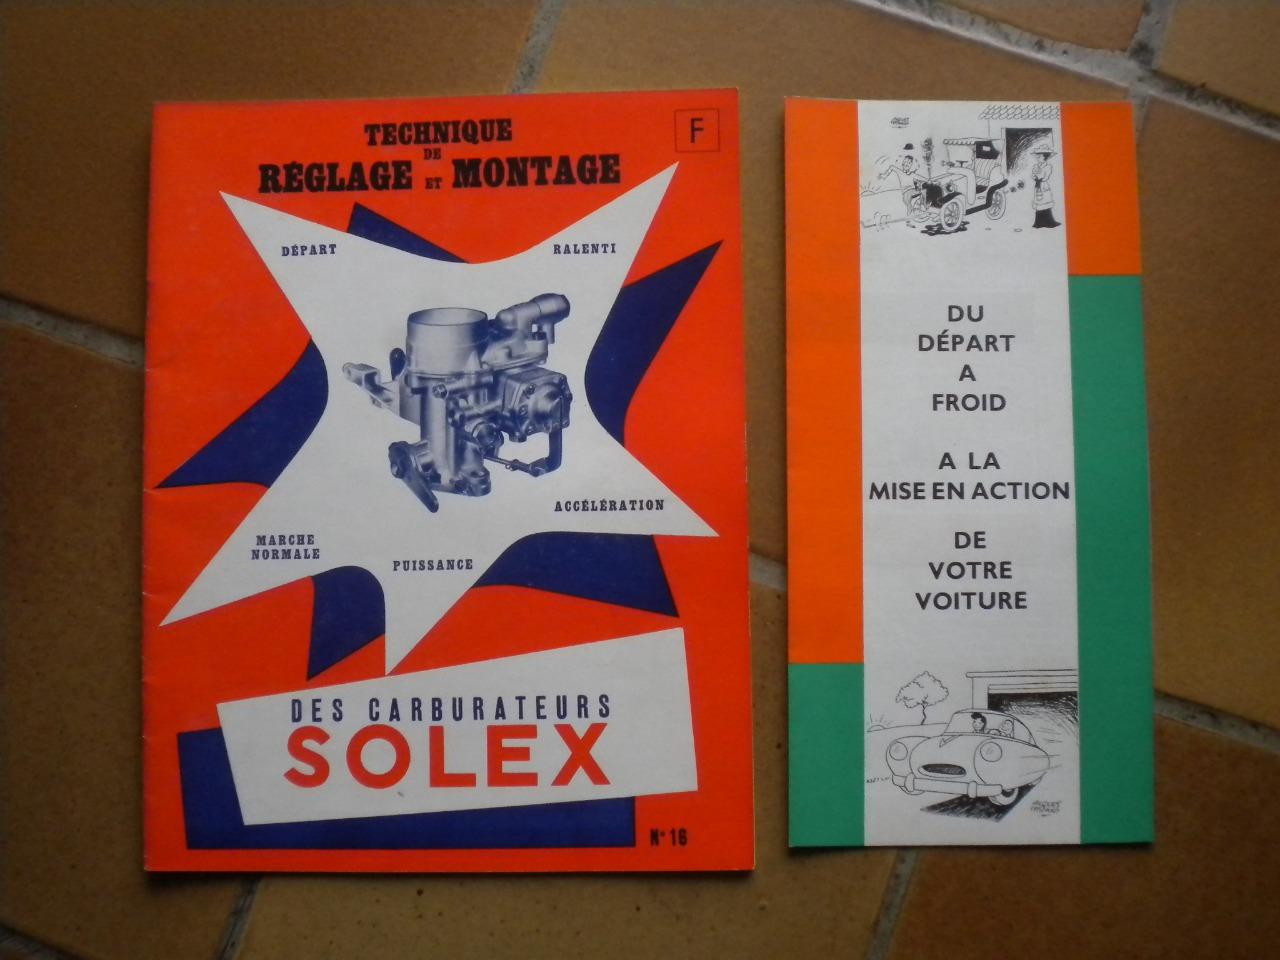 TECHNIQUE
DE
RÉGLAGE ET MONTAGE
F
DÉPART
RALENTI
ACCÉLÉRATION
MARCHE
NORMALE
PUISSANCE
DES CARBURATEURS
SOLEX
N° 16
DU
DÉPART
A
FROID
A LA
MISE EN ACTION
DE
VOTRE
VOITURE